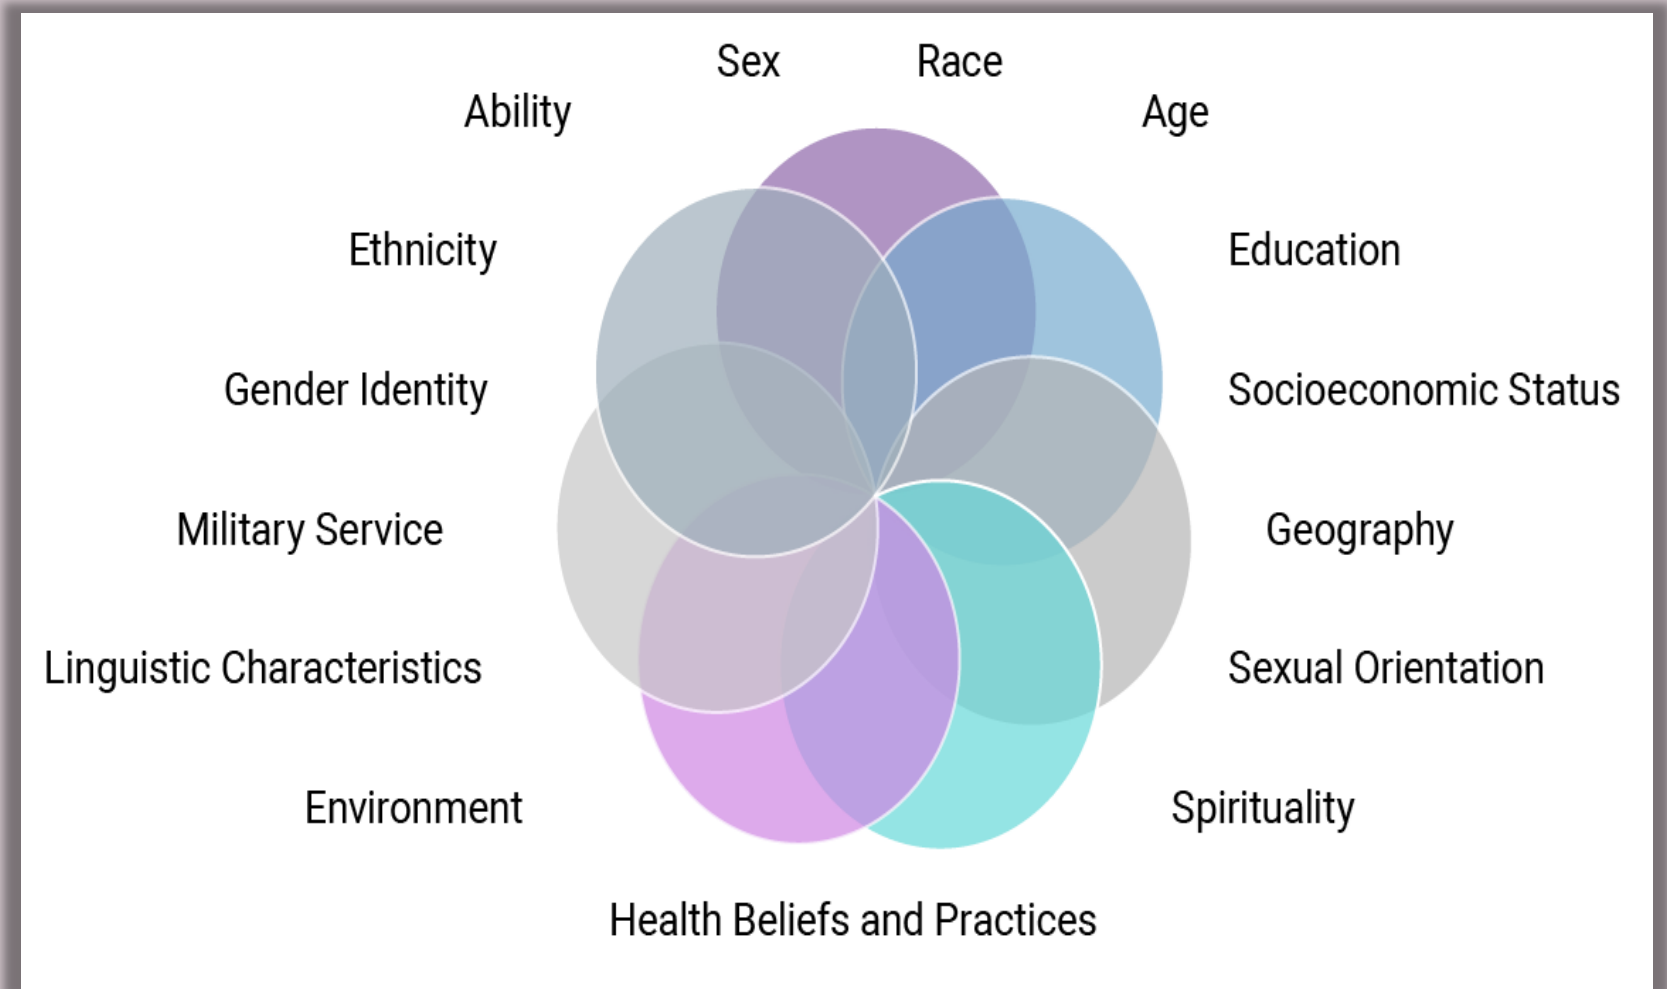 Sex
Race
Ability
Age
Ethnicity
Education
Gender Identity
Socioeconomic Status
Military Service
Geography
Linguistic Characteristics
Sexual Orientation
Environment
Spirituality
Health Beliefs and Practices